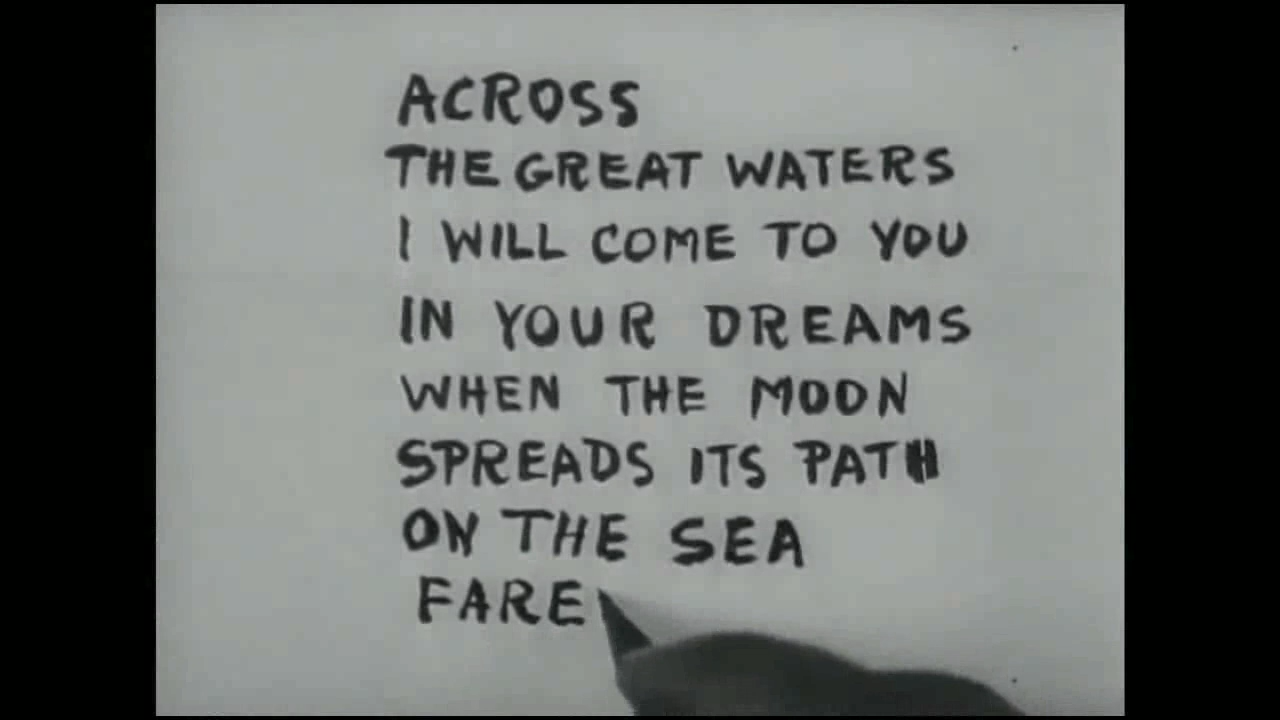 ACROSS
THE GREAT WATERS
I WILL COME TO YOU
IN YOUR DREAMS
WHEN THE MOON
SPREADS ITS PATH
ON THE SEA
FARE